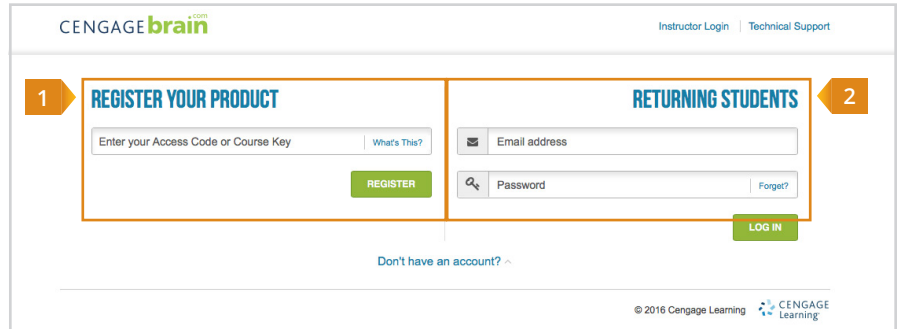 CENGAGEbrain.com
Instructor Login | Technical Support
1
REGISTER YOUR PRODUCT
Enter your Access Code or Course Key
What's This?
REGISTER
RETURNING STUDENTS
2
Email address
Password
Forget?
LOG IN
Don't have an account?
© 2016 Cengage Learning
CENGAGE
Learning